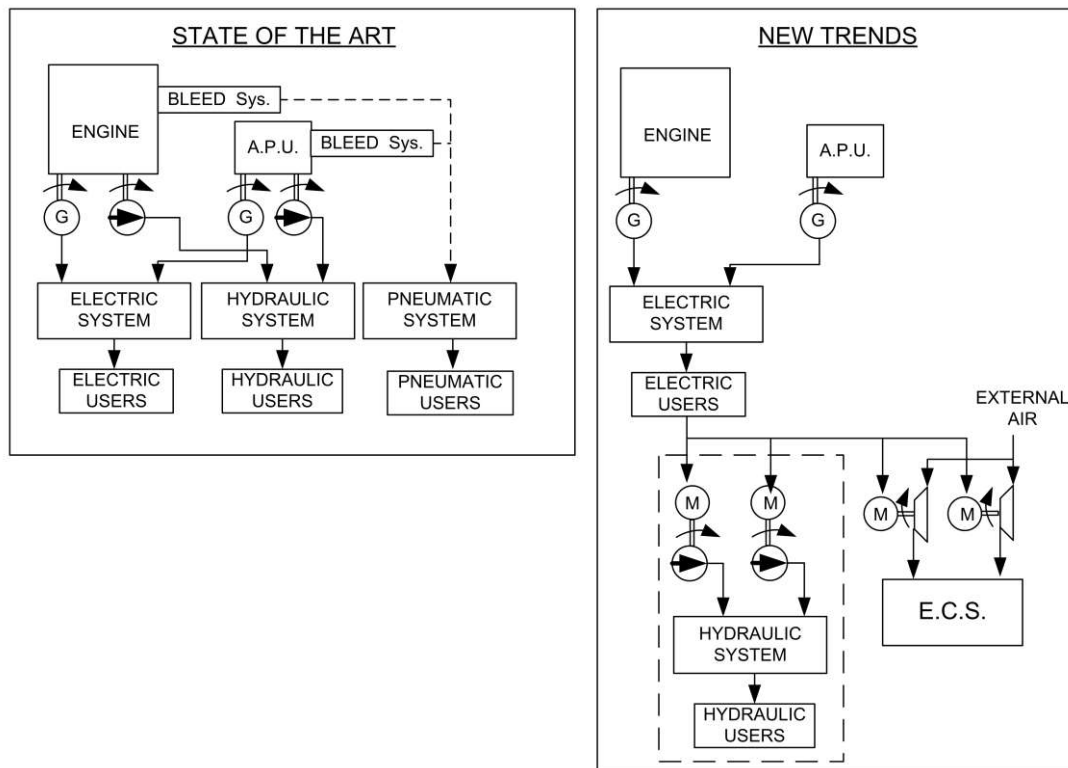 STATE OF THE ART
BLEED Sys.
ENGINE
BLEED Sys.
A.P.U.
G
G
ELECTRIC
SYSTEM
HYDRAULIC
SYSTEM
PNEUMATIC
SYSTEM
ELECTRIC
USERS
HYDRAULIC
USERS
PNEUMATIC
USERS
NEW TRENDS
ENGINE
A.P.U.
G
G
ELECTRIC
SYSTEM
ELECTRIC
USERS
EXTERNAL
AIR
M
M
M
M
E.C.S.
HYDRAULIC
SYSTEM
HYDRAULIC
USERS